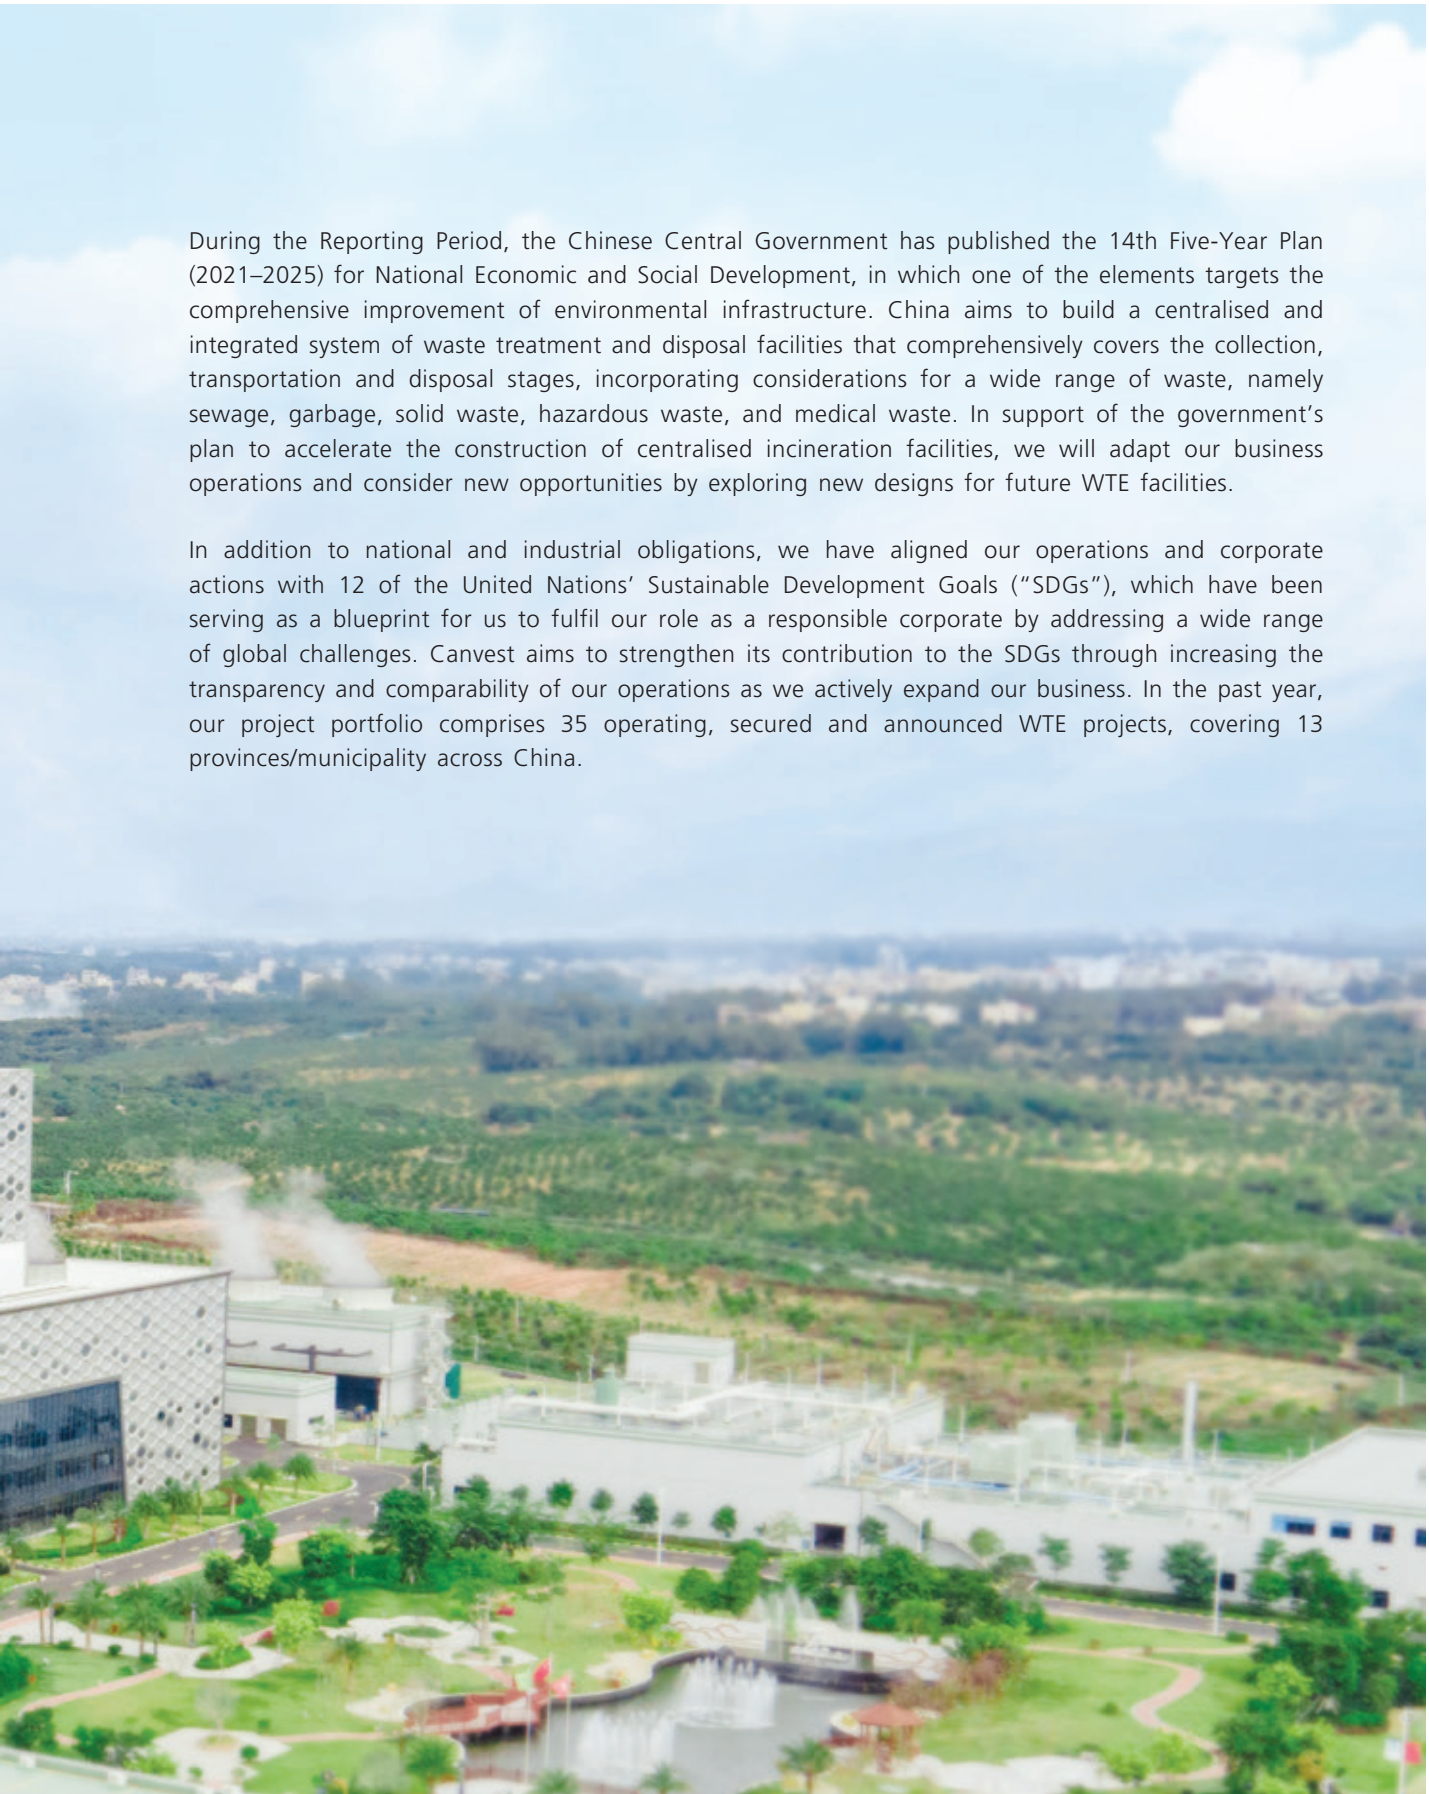 During the Reporting Period, the Chinese Central Government has published the 14th Five-Year Plan
(2021–2025) for National Economic and Social Development, in which one of the elements targets the
comprehensive improvement of environmental infrastructure. China aims to build a centralised and
integrated system of waste treatment and disposal facilities that comprehensively covers the collection,
transportation and disposal stages, incorporating considerations for a wide range of waste, namely
sewage, garbage, solid waste, hazardous waste, and medical waste. In support of the government’s
plan to accelerate the construction of centralised incineration facilities, we will adapt our business
operations and consider new opportunities by exploring new designs for future WTE facilities.
In addition to national and industrial obligations, we have aligned our operations and corporate
actions with 12 of the United Nations’ Sustainable Development Goals (“SDGs”), which have been
serving as a blueprint for us to fulfil our role as a responsible corporate by addressing a wide range
of global challenges. Canvest aims to strengthen its contribution to the SDGs through increasing the
transparency and comparability of our operations as we actively expand our business. In the past year,
our project portfolio comprises 35 operating, secured and announced WTE projects, covering 13
provinces/municipality across China.